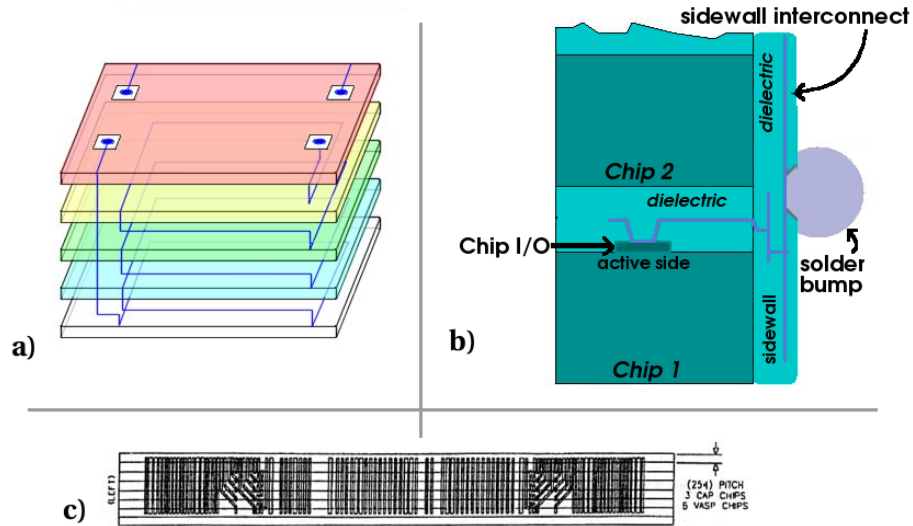 a)
sidewall interconnect
dielectric
Chip 2
dielectric
Chip I/O
active side
solder
bump
sidewall
b)
Chip 1
c)
(LEFT)
(254) PITCH
3 CAP CHIPS
5 VASP CHIPS